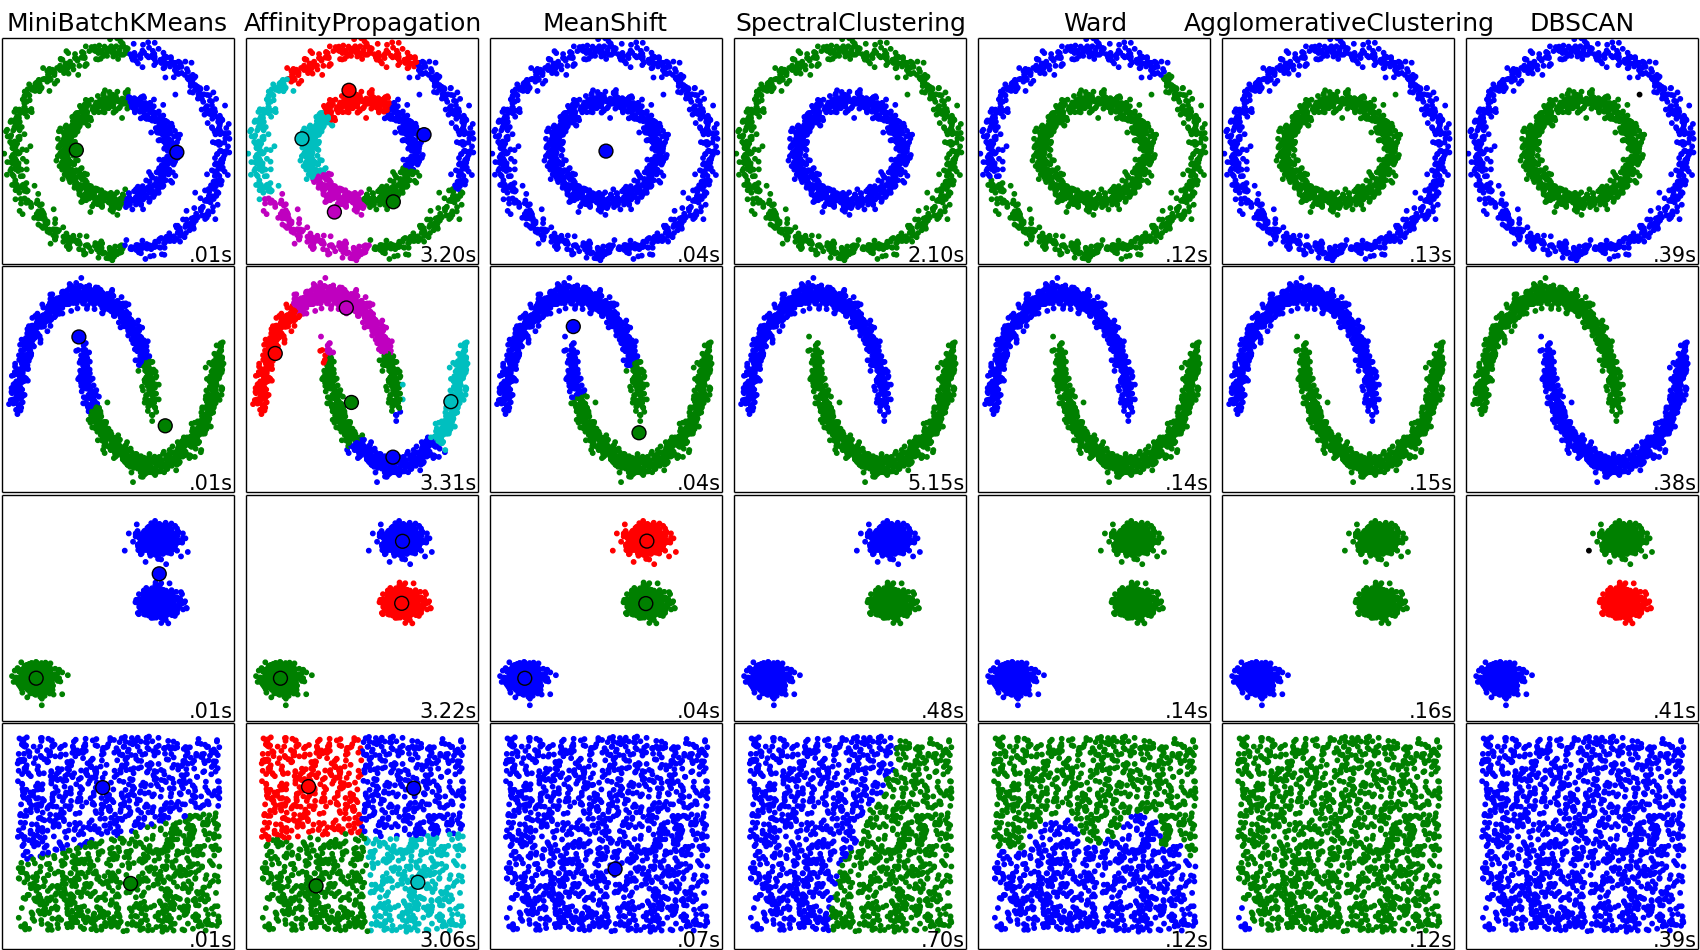 MiniBatchKMeans AffinityPropagation MeanShift SpectralClustering Ward AgglomerativeClustering DBSCAN
.01s 3.20s .04s 2.10s .12s .13s .39s
.01s 3.31s .04s 5.15s .14s .15s .38s
.01s 3.22s .04s .48s .14s .16s .41s
.01s 3.06s .07s .70s .12s .12s .39s